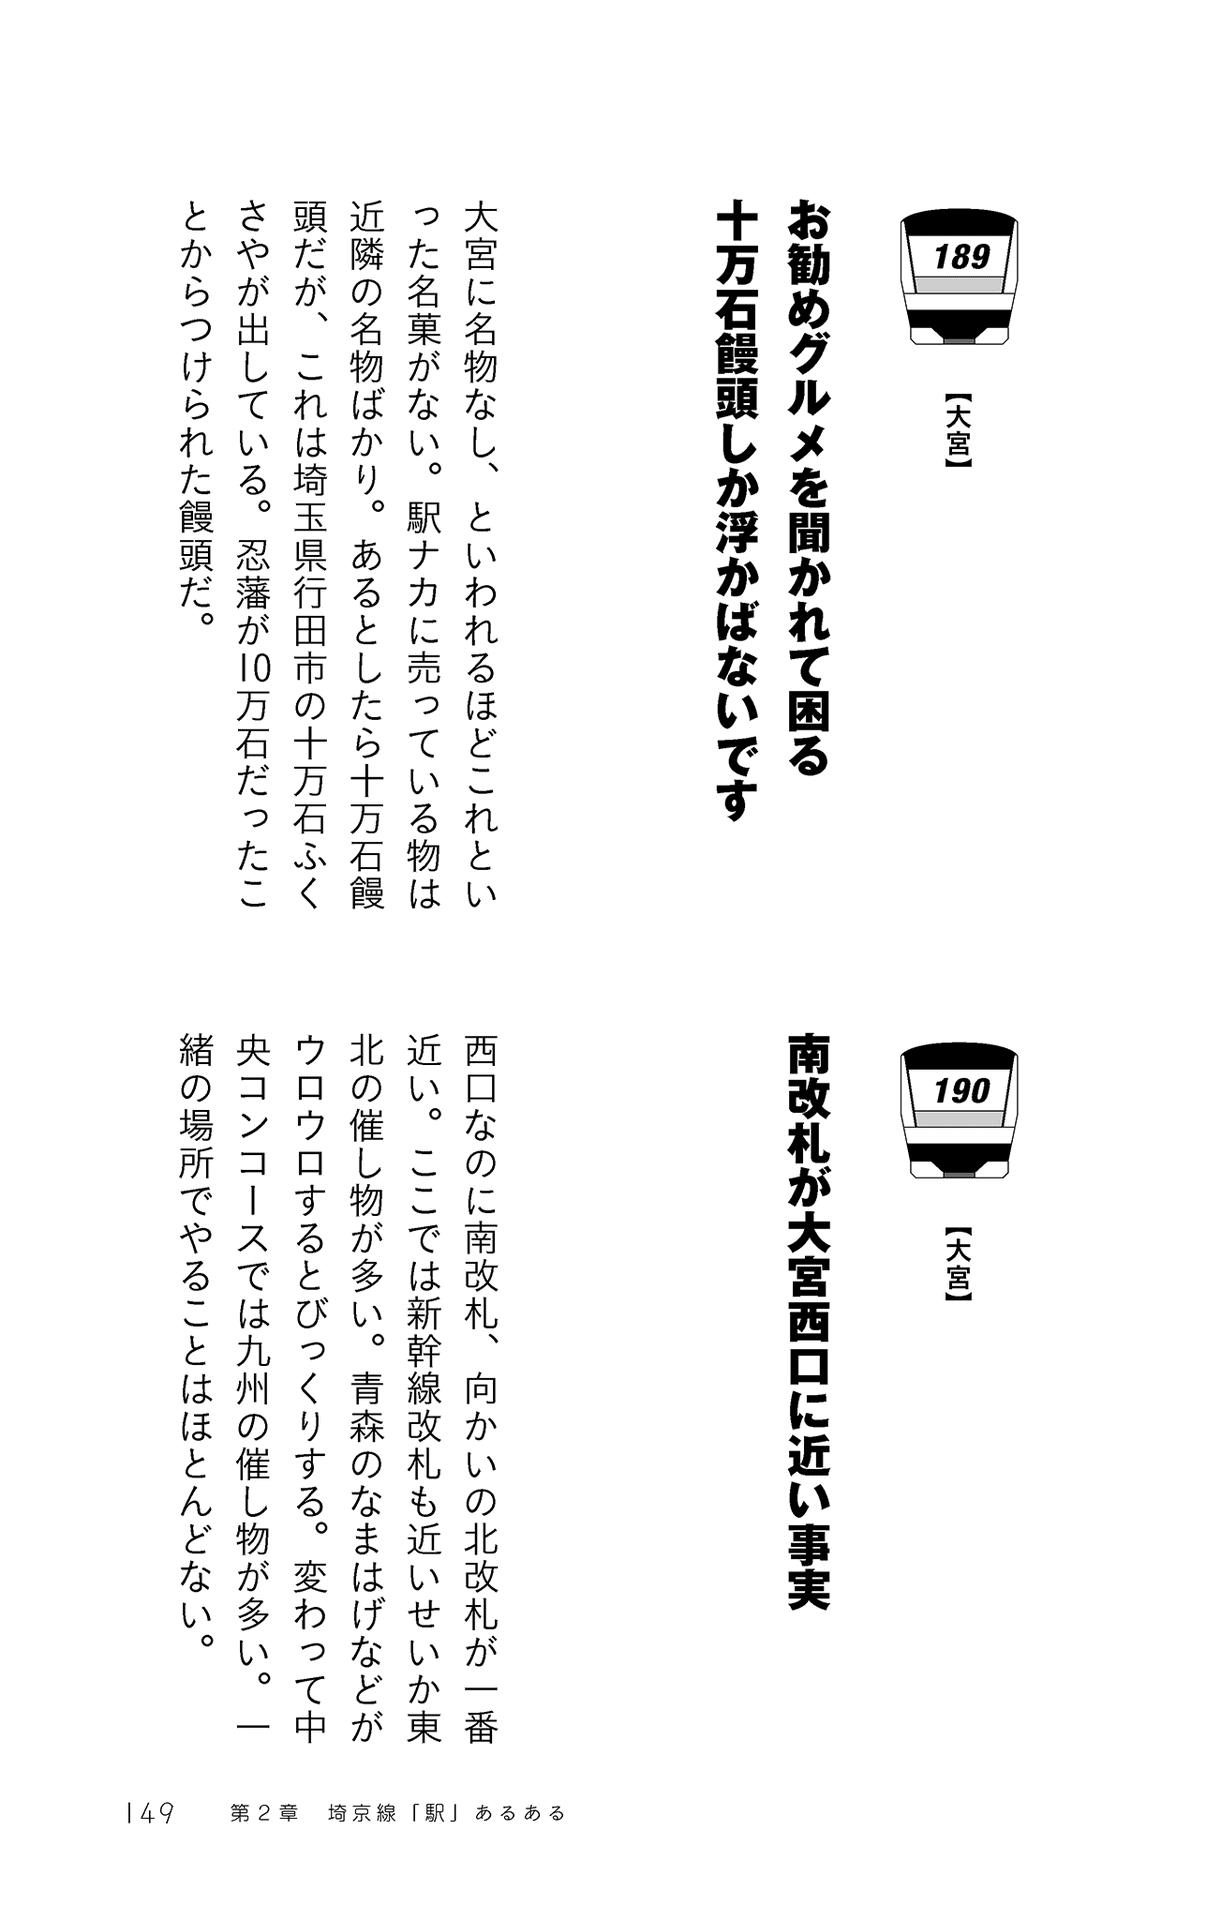 189
【大宮】
お勧めグルメを聞かれて困る
十万石饅頭しか浮かばないです
大宮に名物なし、といわれるほどこれとい
った名菓がない。駅ナカに売っている物は
近隣の名物ばかり。あるとしたら十万石饅
頭だが、これは埼玉県行田市の十万石ふく
さやが出している。忍藩が10万石だったこ
とからつけられた饅頭だ。
190
【大宮】
南改札が大宮西口に近い事実
西口なのに南改札、向かいの北改札が一番
近い。ここでは新幹線改札も近いせいか東
北の催し物が多い。青森のなまはげなどが
ウロウロするとびっくりする。変わって中
央コンコースでは九州の催し物が多い。一
緒の場所でやることはほとんどない。
149 第2章 埼京線「駅」あるある